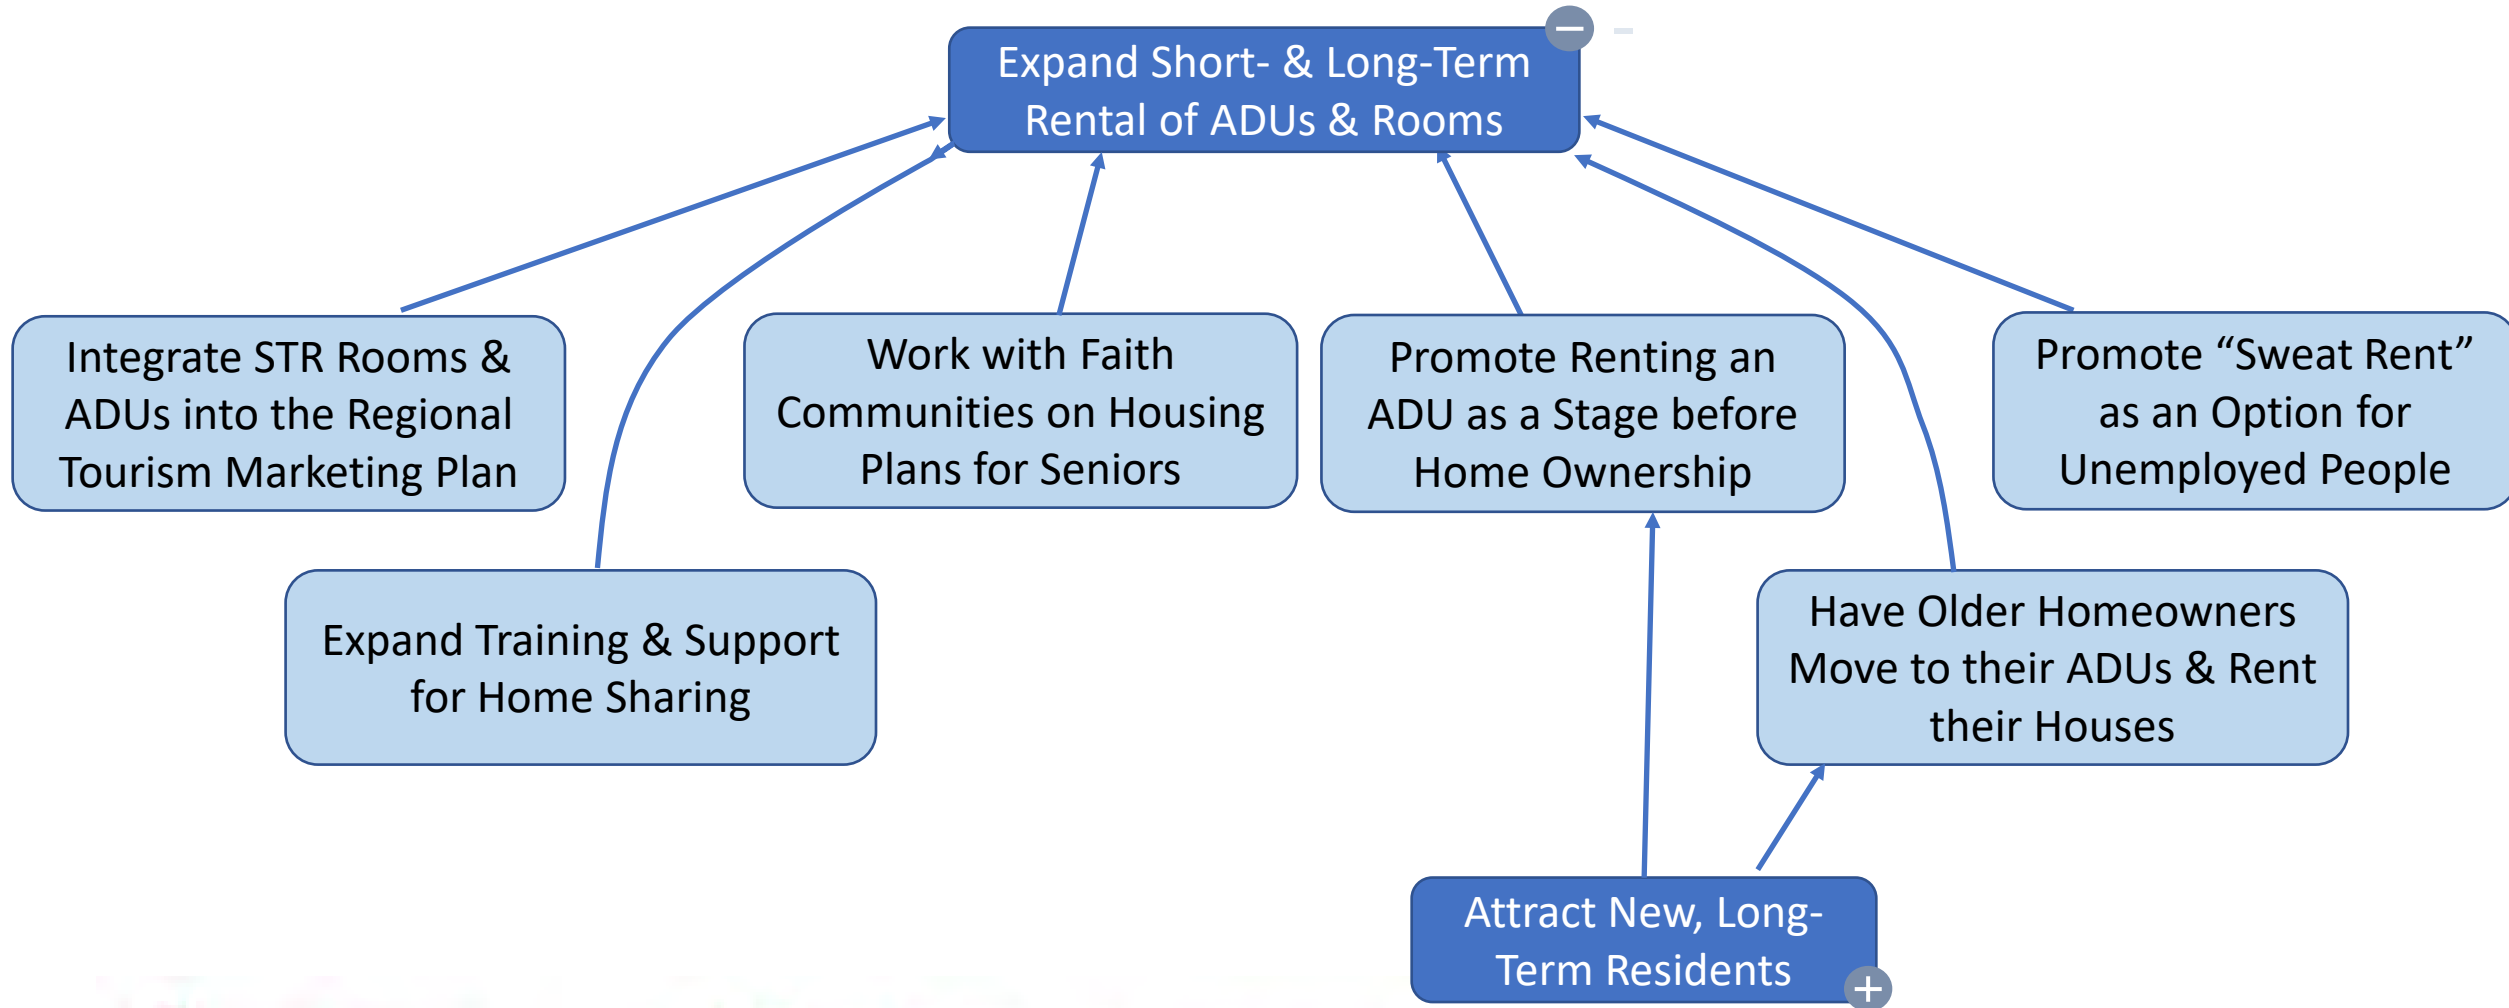 Expand Short- & Long-Term
Rental of ADUs & Rooms
Integrate STR Rooms &
ADUs into the Regional
Tourism Marketing Plan
Work with Faith
Communities on Housing
Plans for Seniors
Promote Renting an
ADU as a Stage before
Home Ownership
Promote “Sweat Rent”
as an Option for
Unemployed People
Expand Training & Support
for Home Sharing
Have Older Homeowners
Move to their ADUs & Rent
their Houses
Attract New, Long-
Term Residents